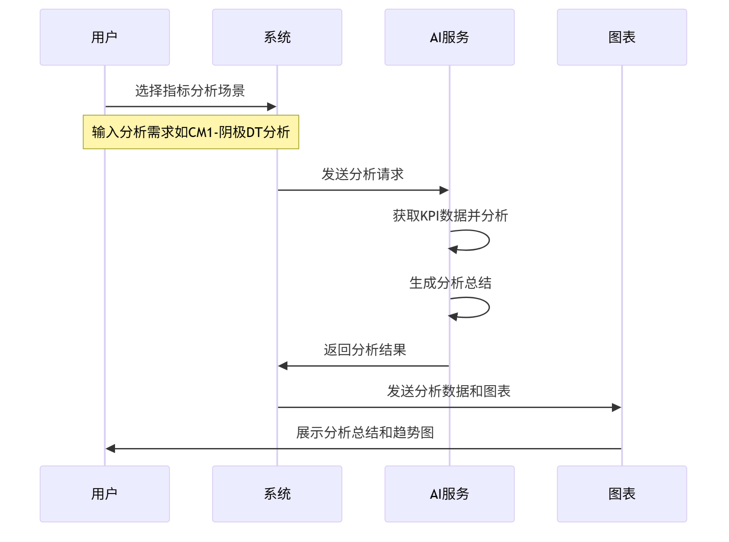 用户 系统 AI服务 图表
选择指标分析场景
输入分析需求如CM1-阴极DT分析
发送分析请求
获取KPI数据并分析
生成分析总结
返回分析结果
发送分析数据和图表
展示分析总结和趋势图
用户 系统 AI服务 图表